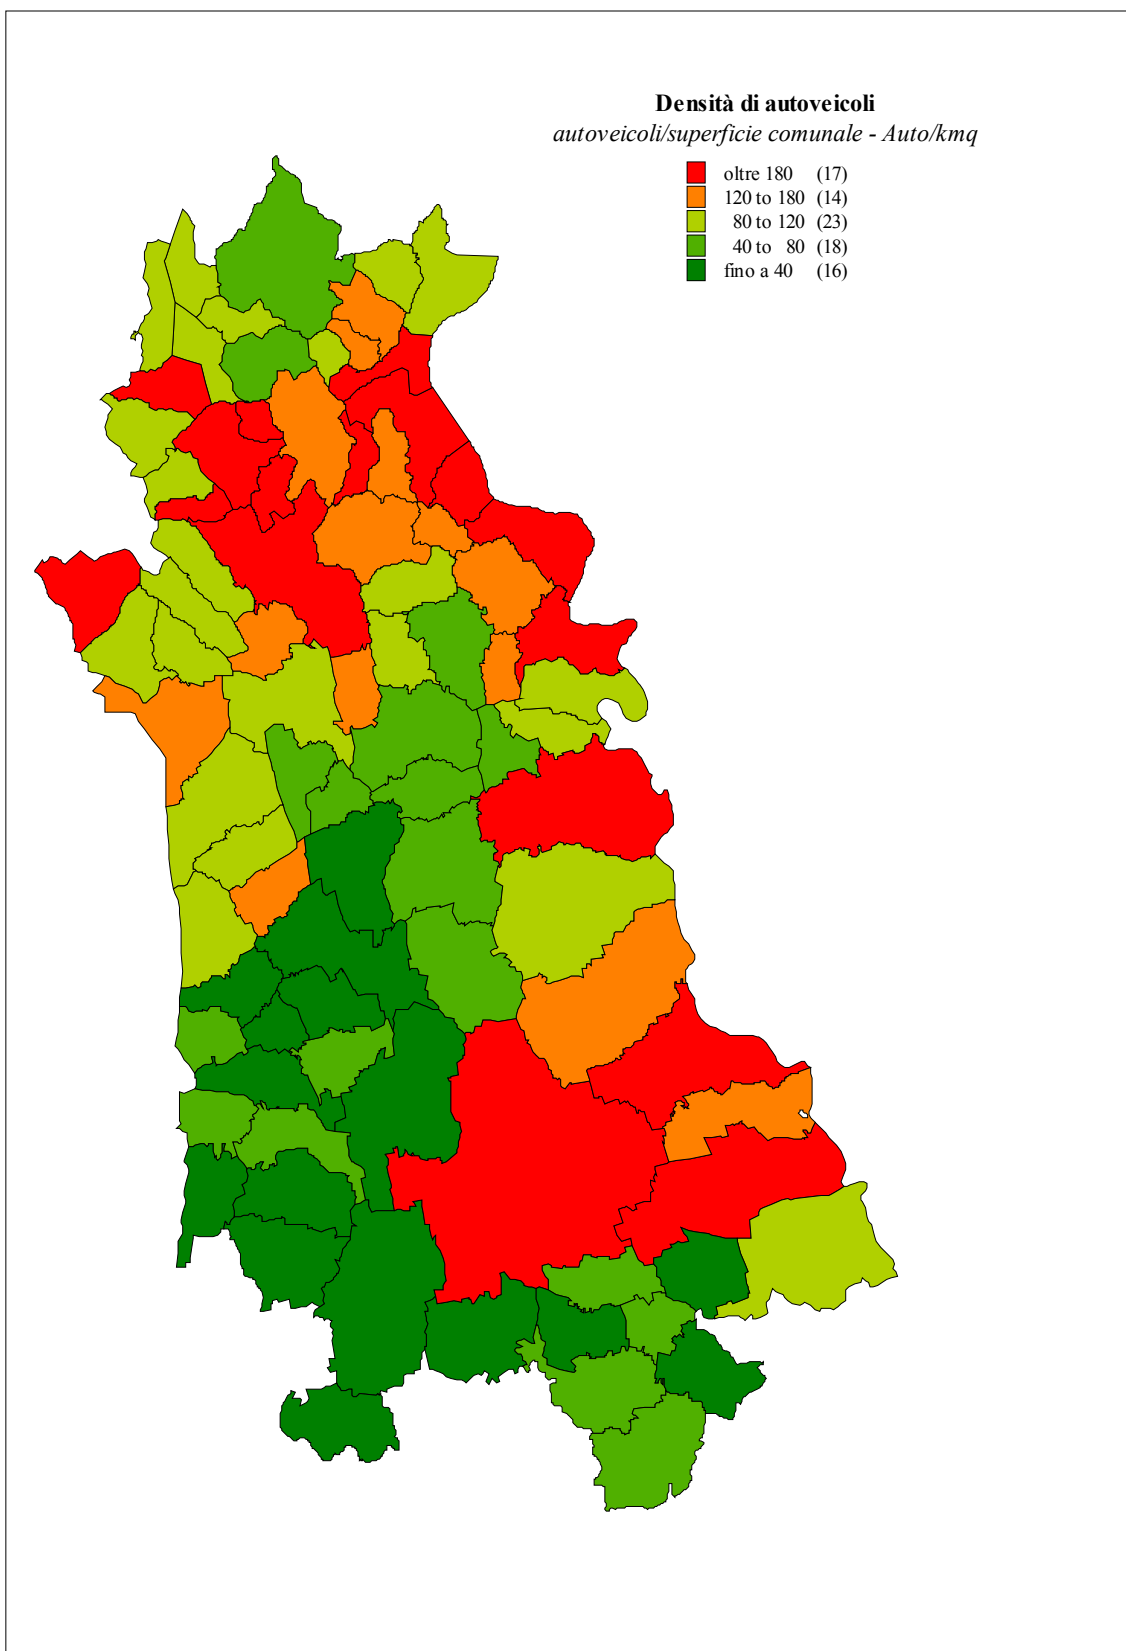 Densità di autoveicoli
autoveicoli/superficie comunale - Auto/kmq
oltre 180 (17)
120 to 180 (14)
80 to 120 (23)
40 to 80 (18)
fino a 40 (16)